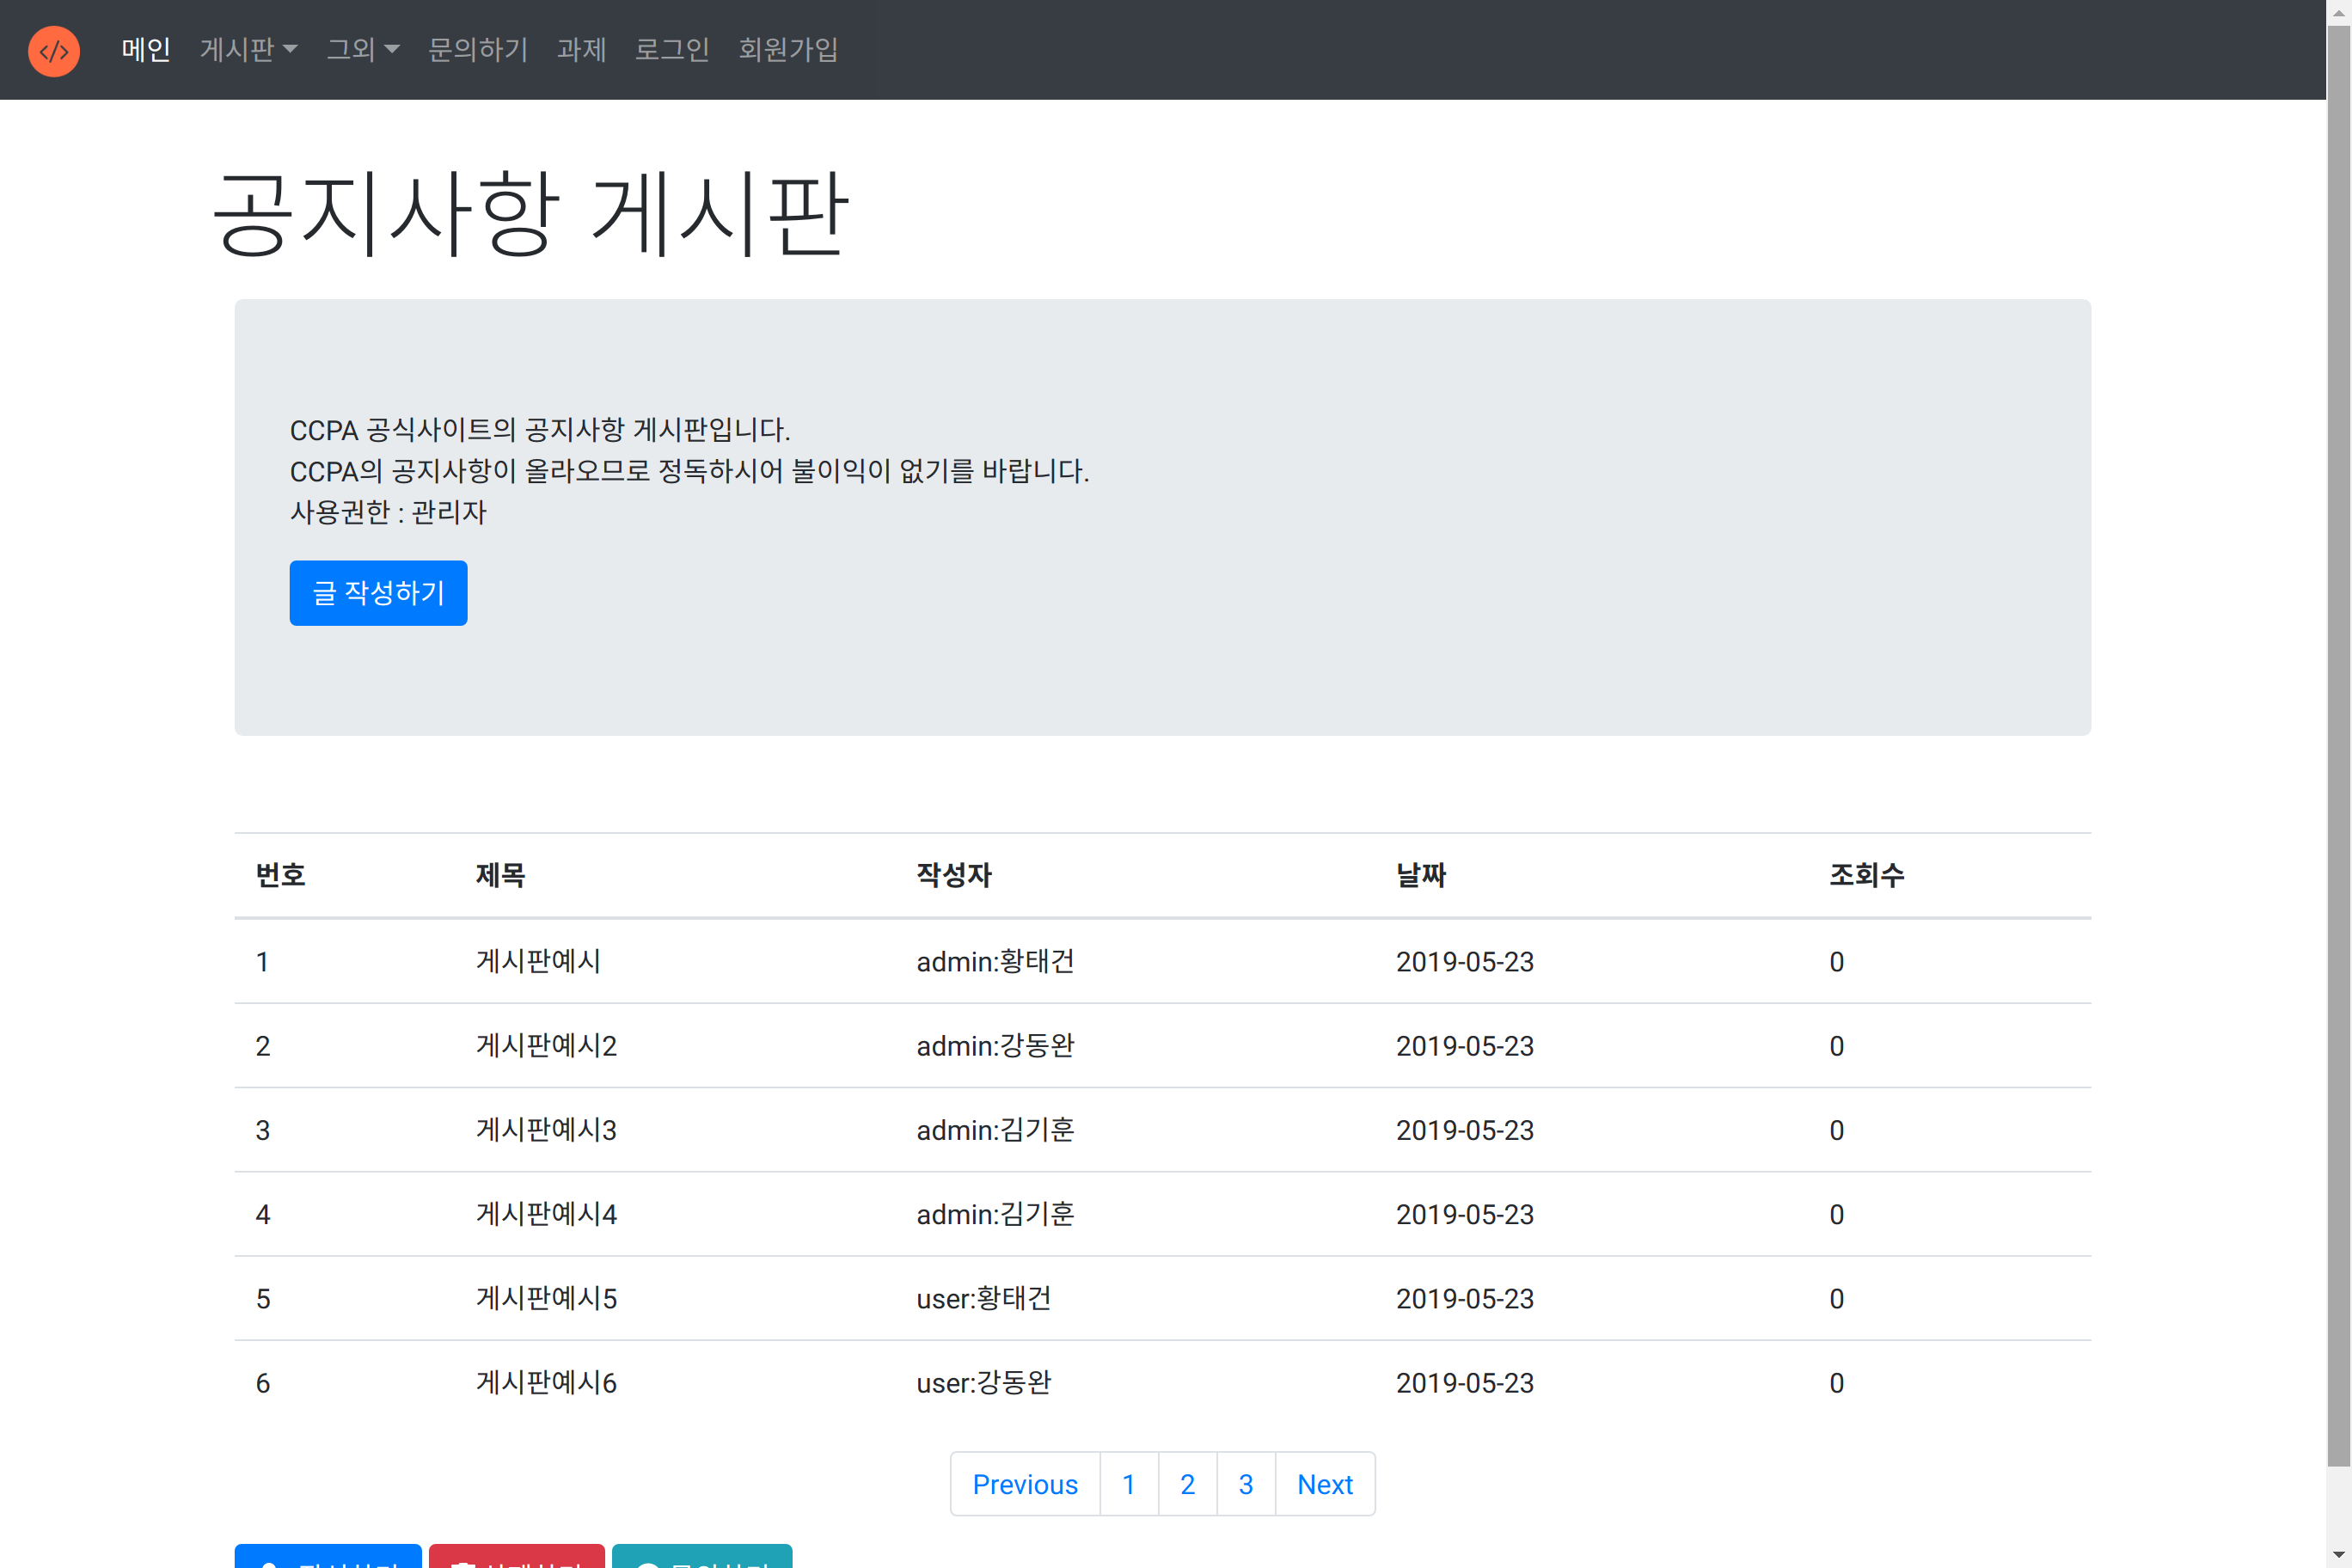 메인 게시판 그외 문의하기 과제 로그인 회원가입
공지사항 게시판
CCPA 공식사이트의 공지사항 게시판입니다.
CCPA의 공지사항이 올라오므로 정독하시어 불이익이 없기를 바랍니다.
사용권한 : 관리자
글 작성하기
번호 제목 작성자 날짜 조회수
1 게시판예시 admin:황태건 2019-05-23 0
2 게시판예시2 admin:강동완 2019-05-23 0
3 게시판예시3 admin:김기훈 2019-05-23 0
4 게시판예시4 admin:김기훈 2019-05-23 0
5 게시판예시5 user:황태건 2019-05-23 0
6 게시판예시6 user:강동완 2019-05-23 0
Previous 1 2 3 Next